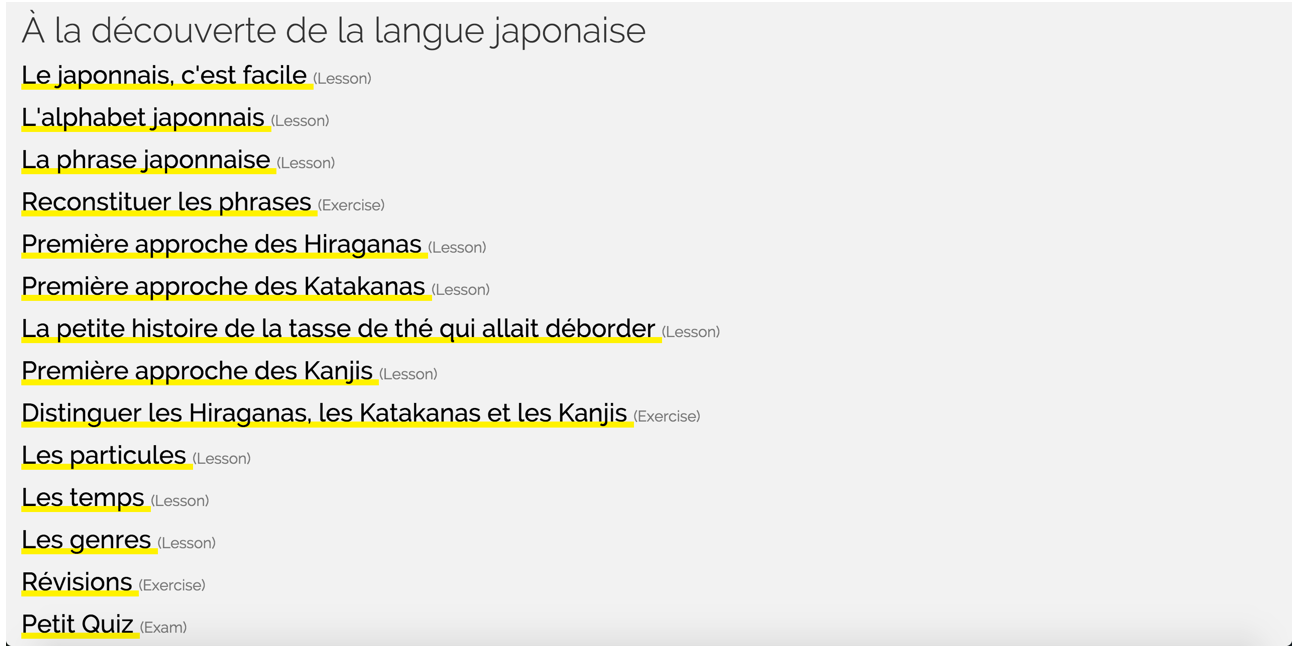 À la découverte de la langue japonaise
Le japonnais, c'est facile (Lesson)
L'alphabet japonnais (Lesson)
La phrase japonnaise (Lesson)
Reconstituer les phrases (Exercise)
Première approche des Hiraganas (Lesson)
Première approche des Katakanas (Lesson)
La petite histoire de la tasse de thé qui allait déborder (Lesson)
Première approche des Kanjis (Lesson)
Distinguer les Hiraganas, les Katakanas et les Kanjis (Exercise)
Les particules (Lesson)
Les temps (Lesson)
Les genres (Lesson)
Révisions (Exercise)
Petit Quiz (Exam)